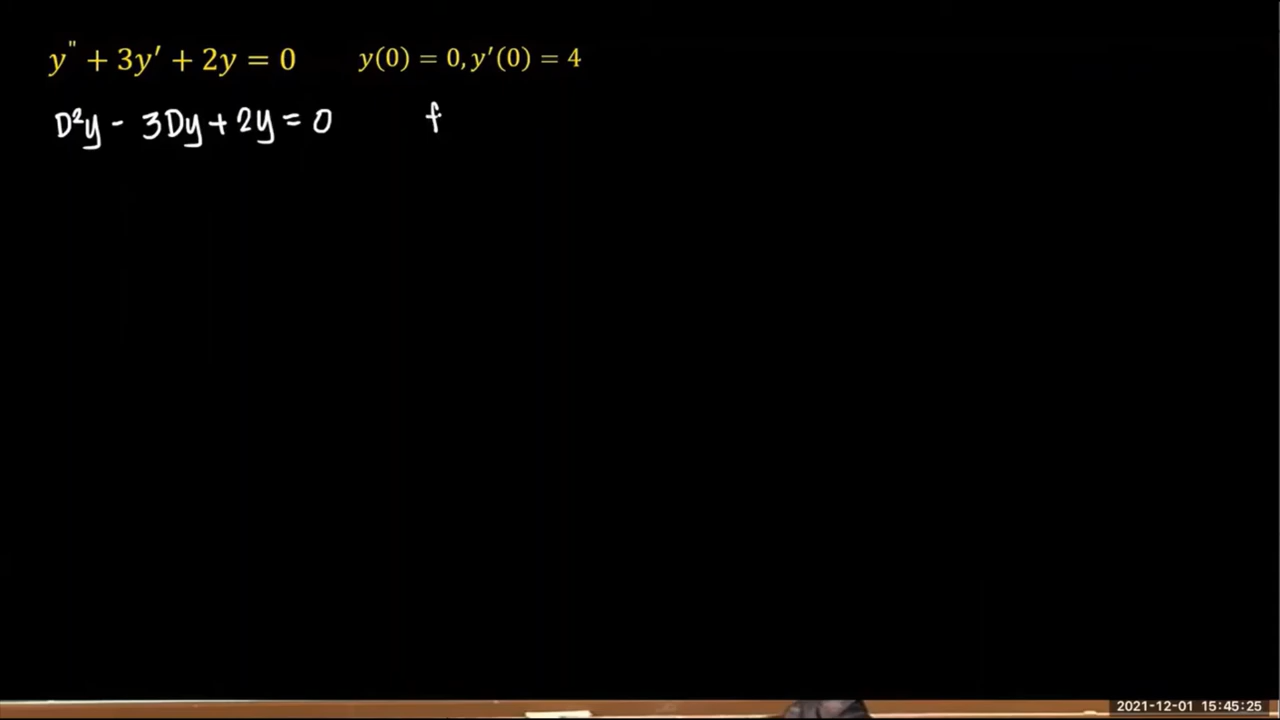 y" + 3y′ + 2y = 0 y(0) = 0, y′(0) = 4
D²y - 3Dy + 2y = 0 f
2021-12-01 15:45:25